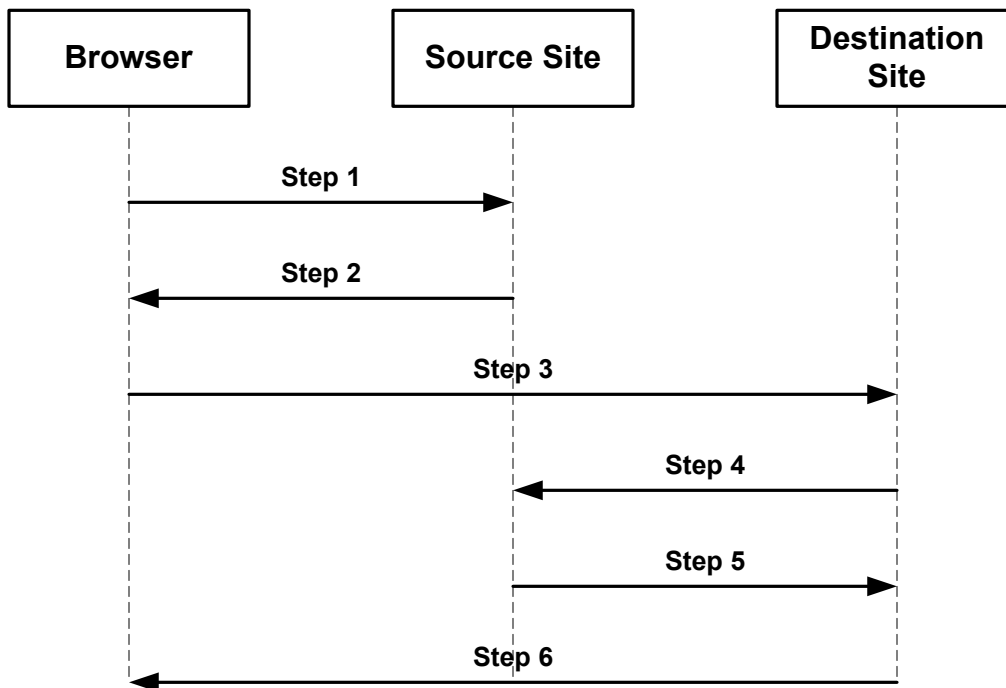 Browser
Source Site
Destination
Site
Step 1
Step 2
Step 3
Step 4
Step 5
Step 6